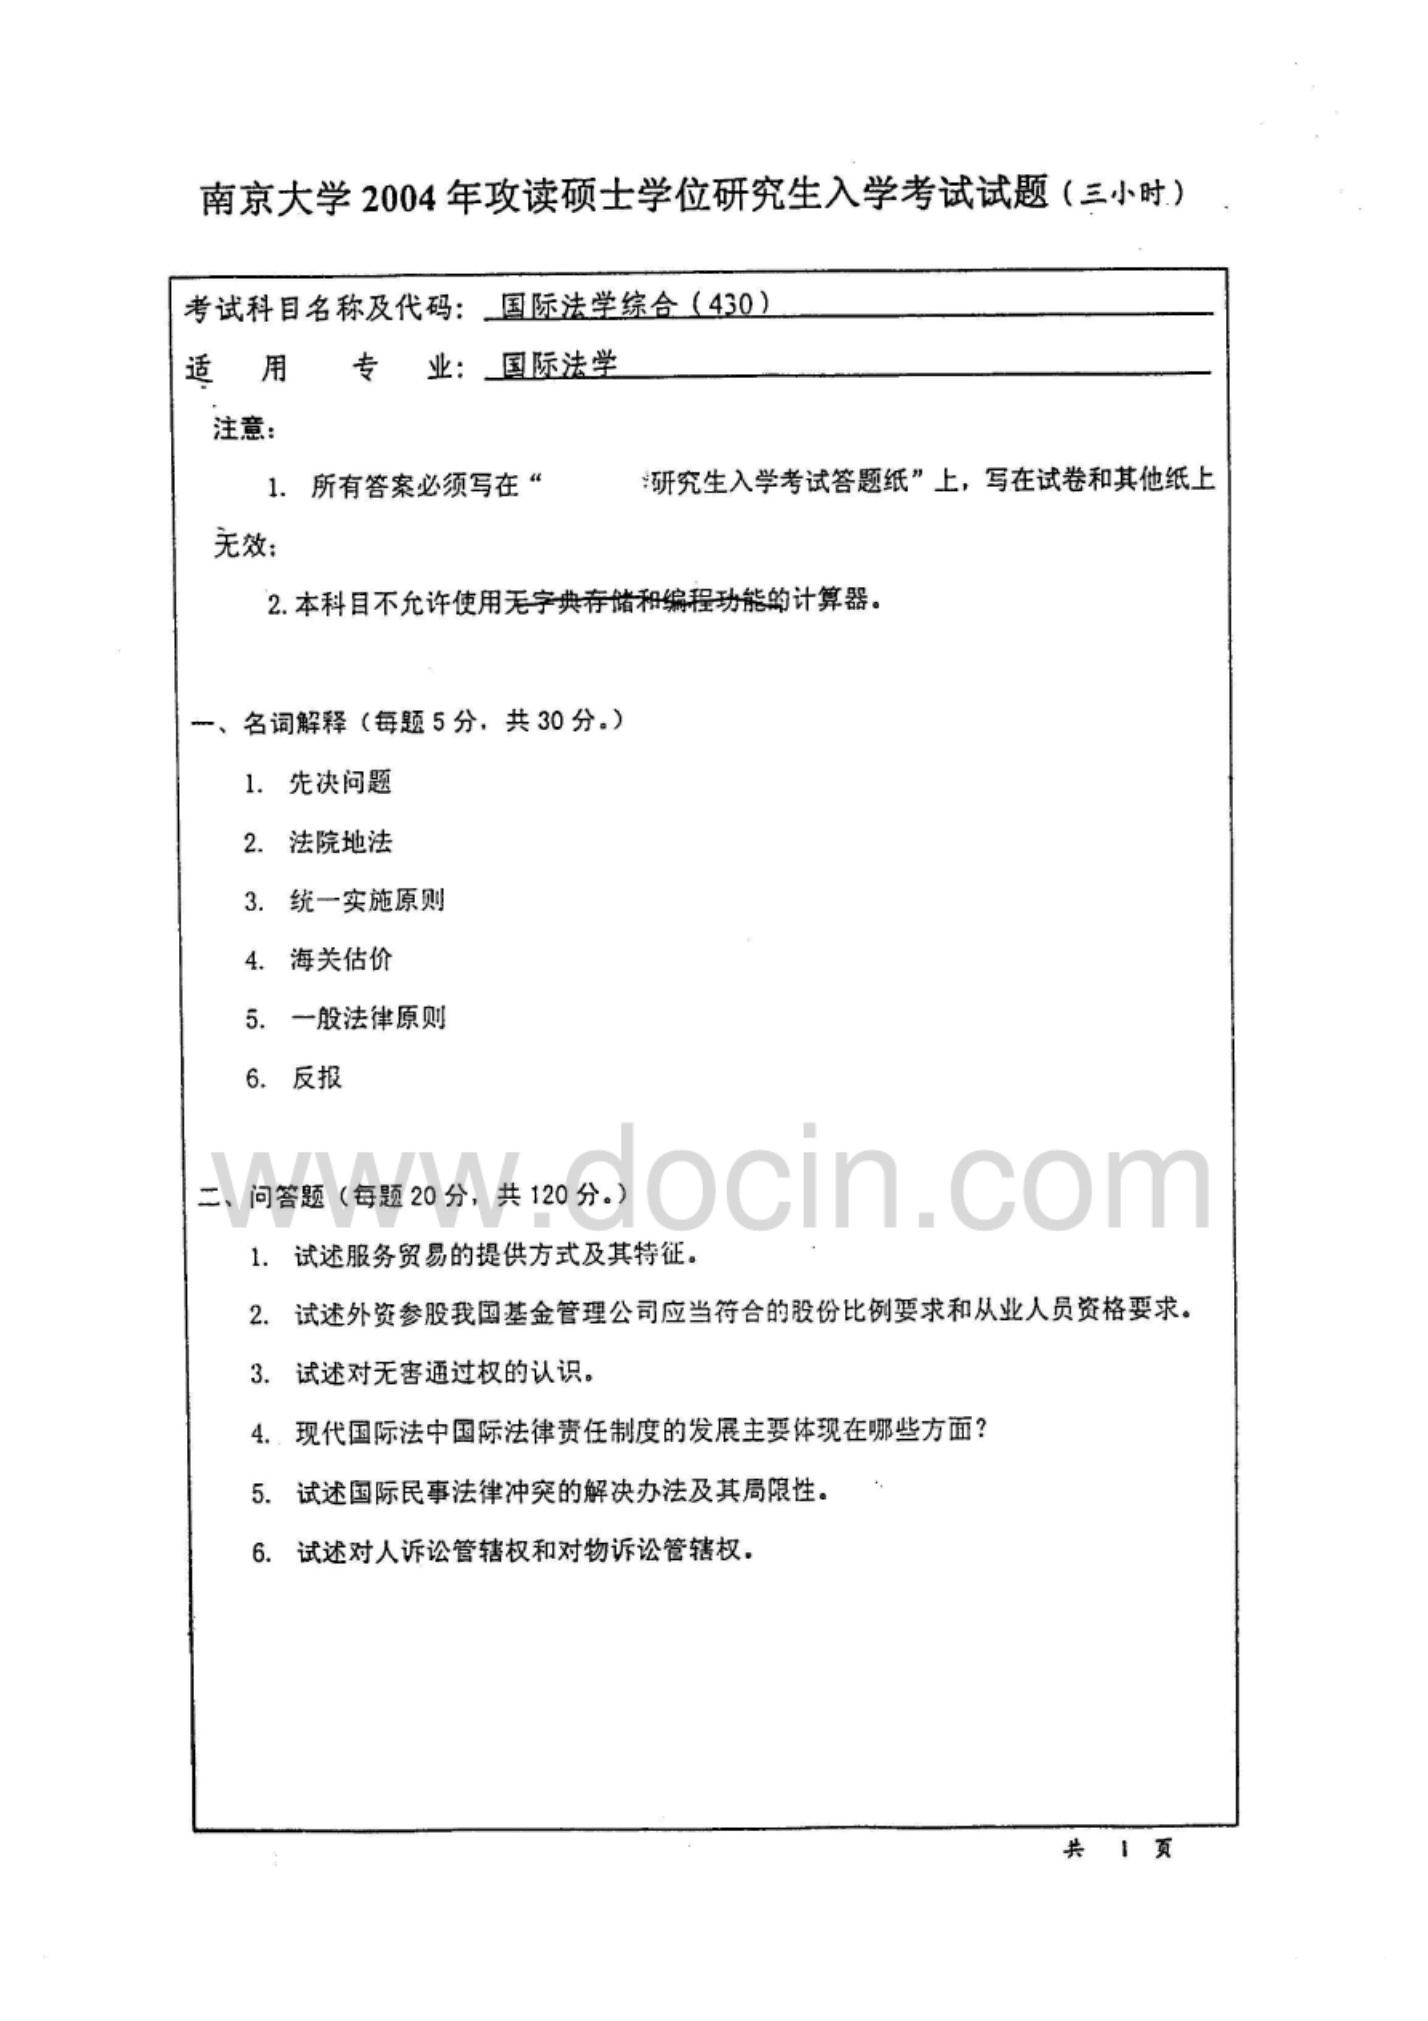 南京大学 2004 年攻读硕士学位研究生入学考试试题（三小时）
考试科目名称及代码: 国际法学综合（430）
适 用 专 业: 国际法学
注意:
1. 所有答案必须写在“ 研究生入学考试答题纸”上，写在试卷和其他纸上
无效;
2.本科目不允许使用无字典存储和编程功能的计算器。
一、名词解释（每题 5 分，共 30 分。）
1. 先决问题
2. 法院地法
3. 统一实施原则
4. 海关估价
5. 一般法律原则
6. 反报
www.docin.com
二、问答题（每题 20 分，共 120 分。）
1. 试述服务贸易的提供方式及其特征。
2. 试述外资参股我国基金管理公司应当符合的股份比例要求和从业人员资格要求。
3. 试述对无害通过权的认识。
4. 现代国际法中国际法律责任制度的发展主要体现在哪些方面？
5. 试述国际民事法律冲突的解决办法及其局限性。
6. 试述对人诉讼管辖权和对物诉讼管辖权。
共 1 页